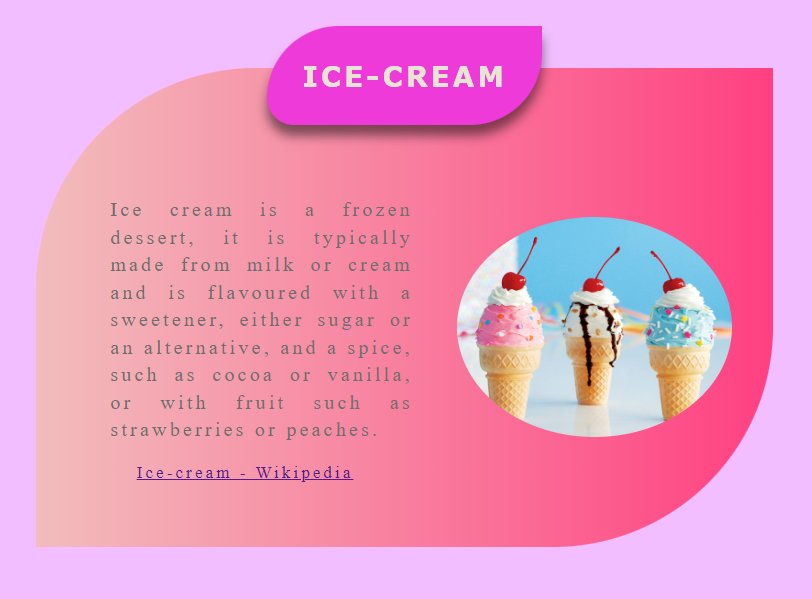 ICE-CREAM
Ice cream is a frozen
dessert, it is typically
made from milk or cream
and is flavoured with a
sweetener, either sugar or
an alternative, and a spice,
such as cocoa or vanilla,
or with fruit such as
strawberries or peaches.
Ice-cream - Wikipedia